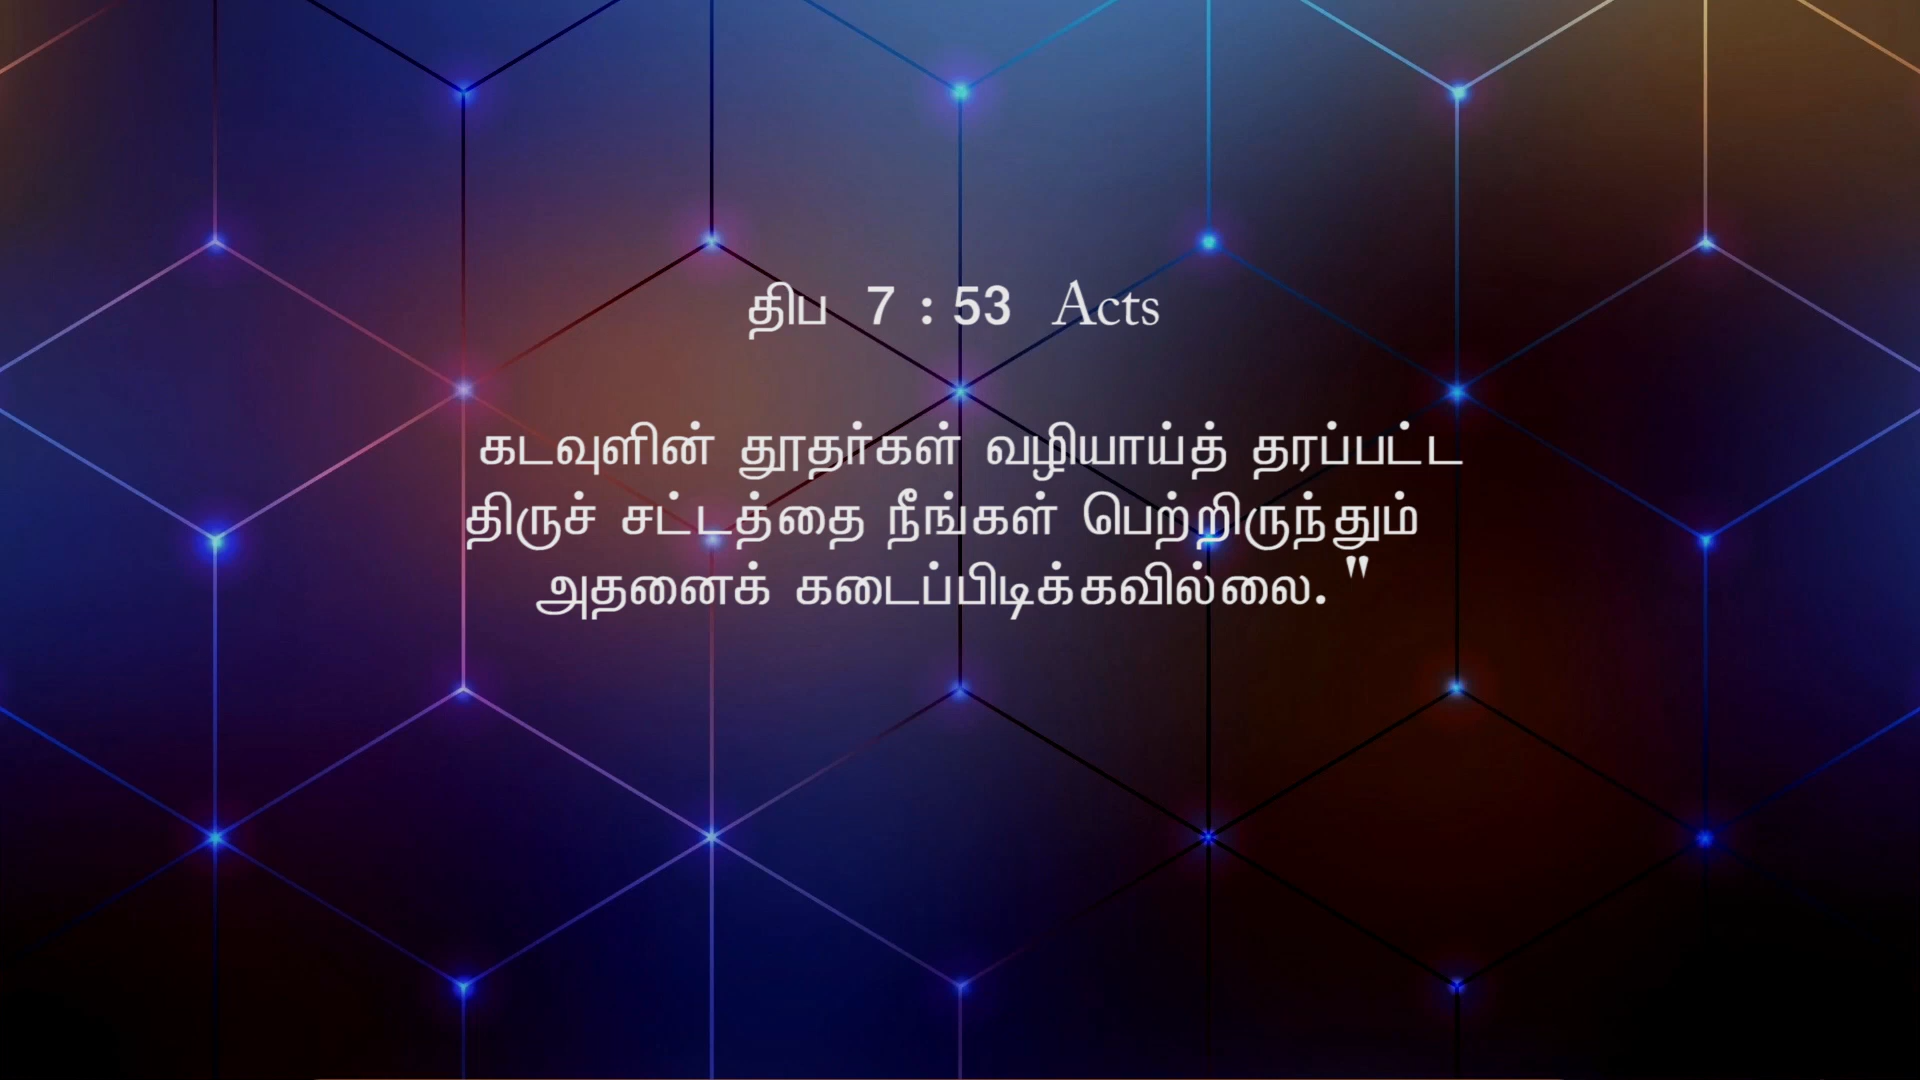 திப 7 : 53 Acts
கடவுளின் தூதர்கள் வழியாய்த் தரப்பட்ட
திருச் சட்டத்தை நீங்கள் பெற்றிருந்தும்
அதனைக் கடைப்பிடிக்கவில்லை. "